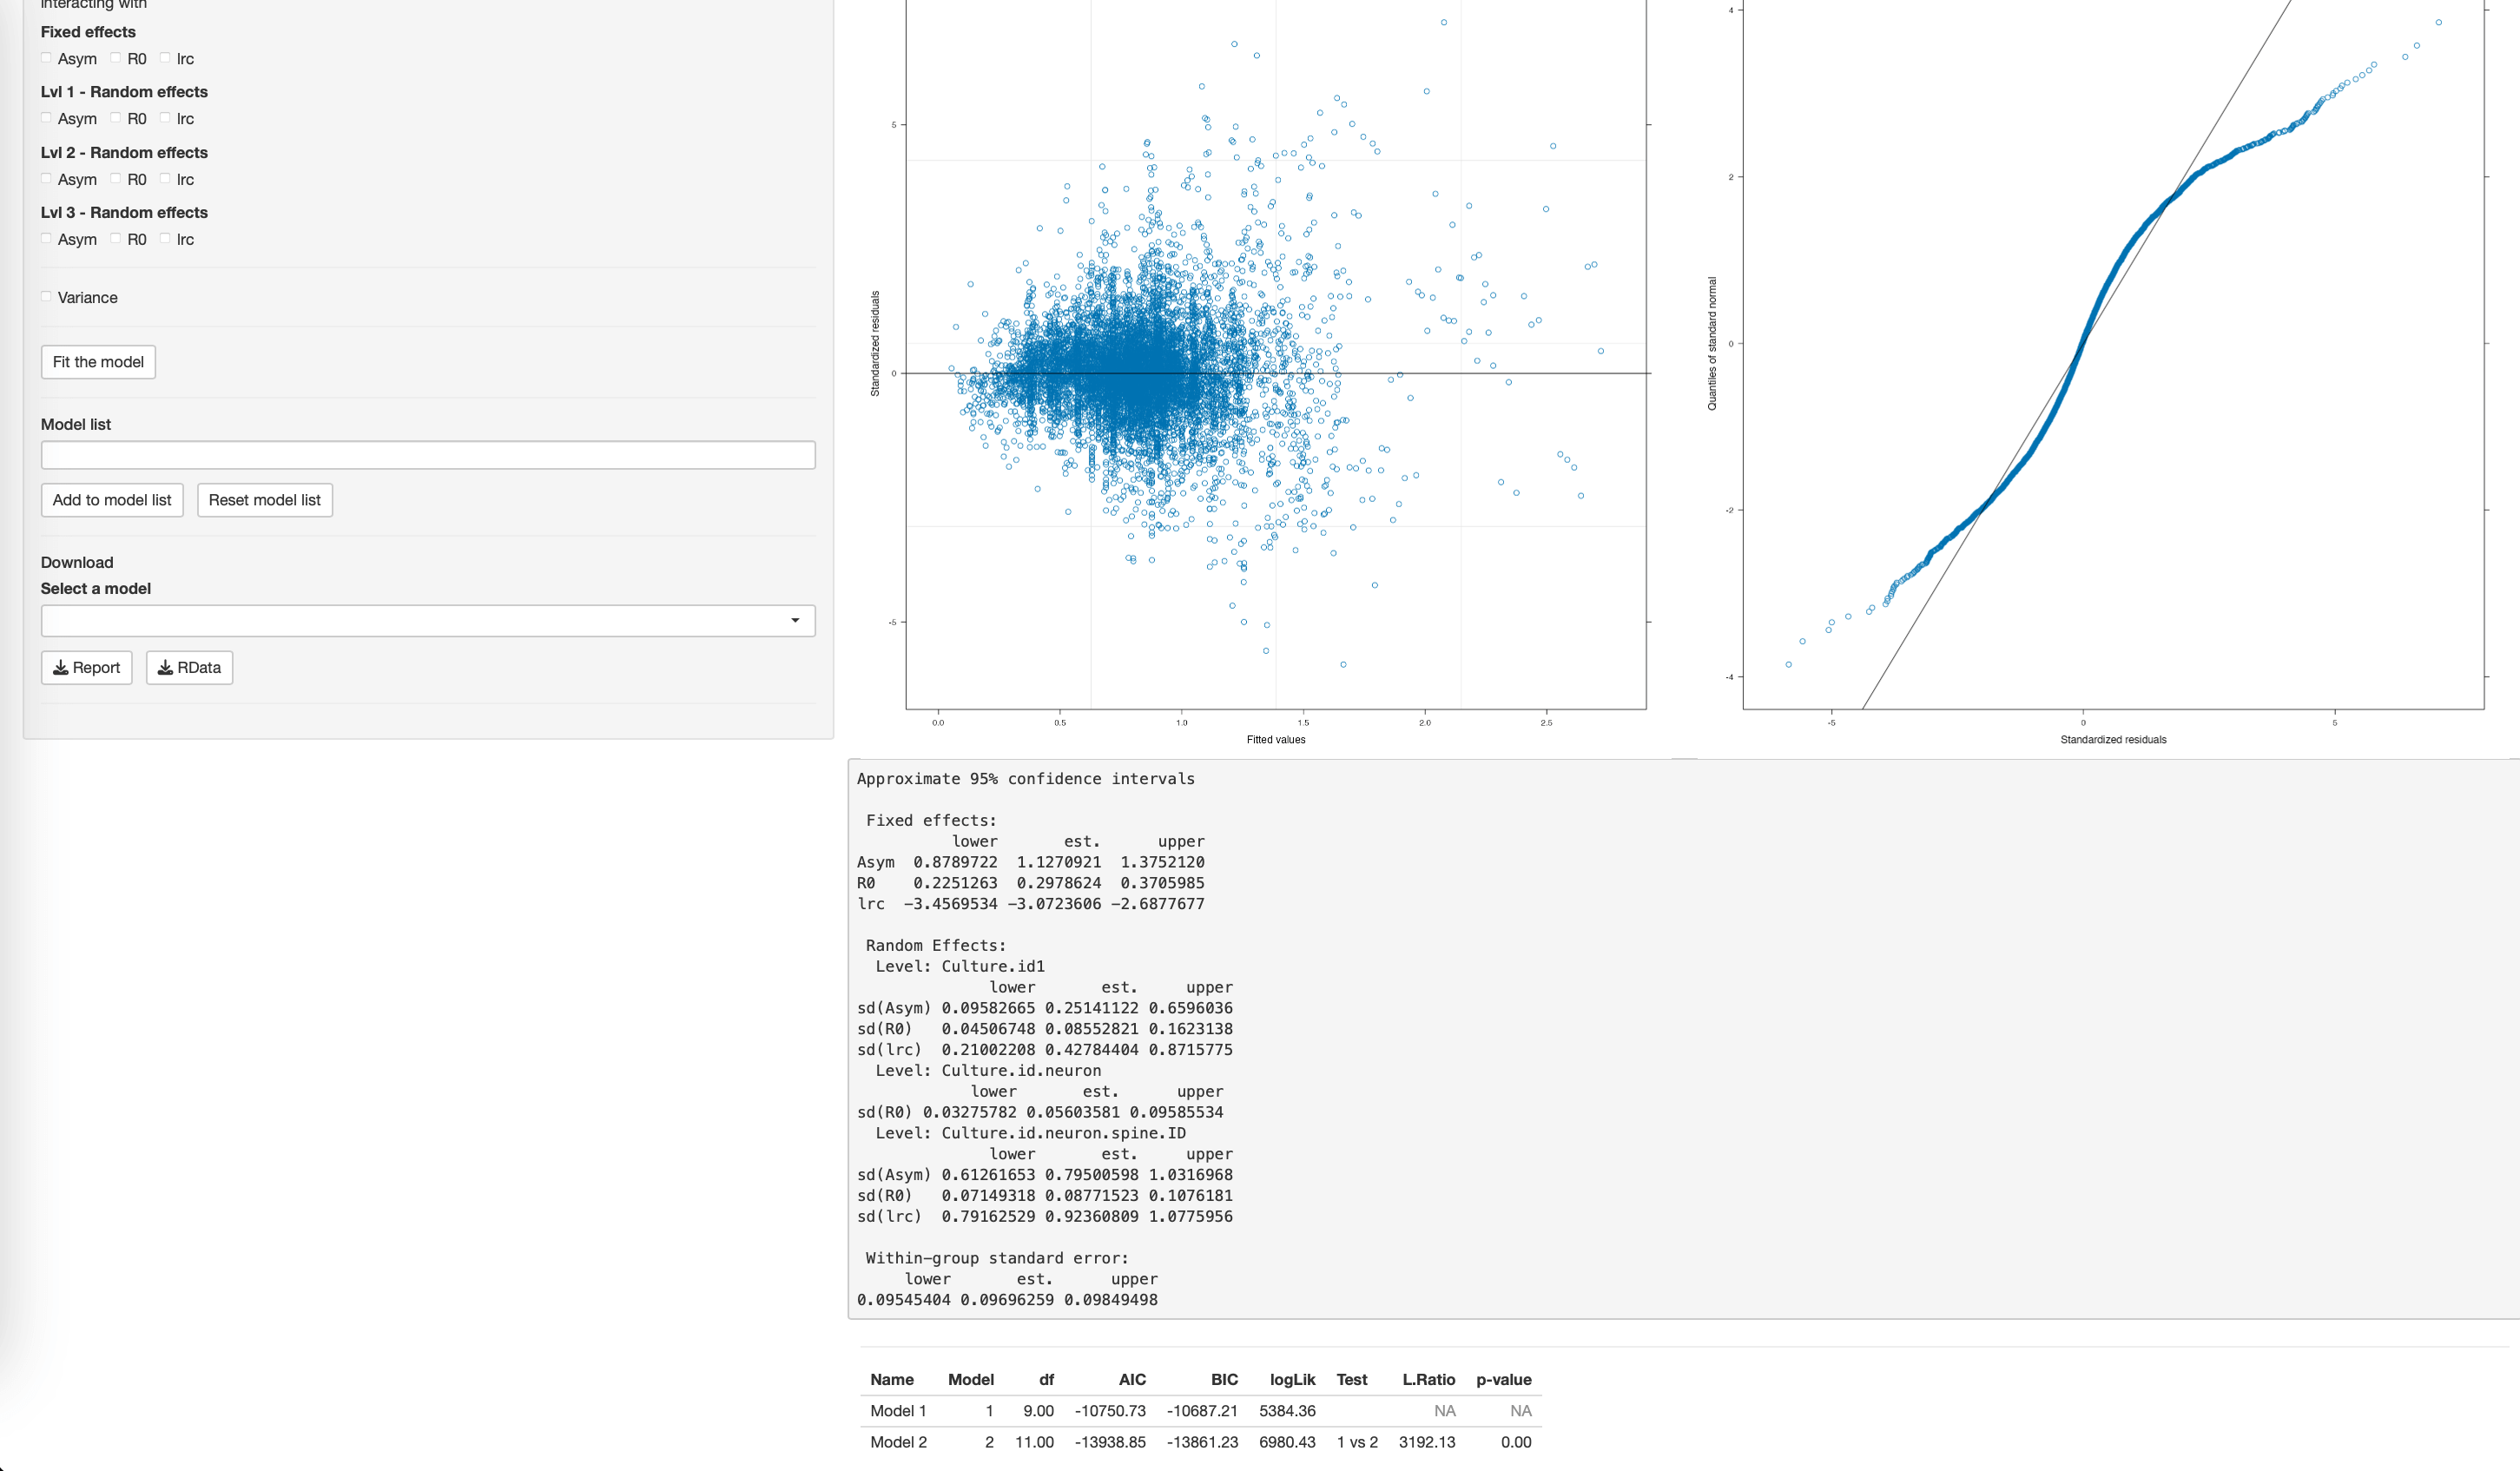 Interacting with
Fixed effects
Asym R0 lrc
Lvl 1 - Random effects
Asym R0 lrc
Lvl 2 - Random effects
Asym R0 lrc
Lvl 3 - Random effects
Asym R0 lrc
Variance
Fit the model
Model list
Add to model list Reset model list
Download
Select a model
Report RData
5
0
-5
Standardized residuals
0.0 0.5 1.0 1.5 2.0 2.5
Fitted values
4
2
0
-2
-4
Quantiles of standard normal
-5 0 5
Standardized residuals
Approximate 95% confidence intervals
Fixed effects:
lower est. upper
Asym 0.8789722 1.1270921 1.3752120
R0 0.2251263 0.2978624 0.3705985
lrc −3.4569534 −3.0723606 −2.6877677
Random Effects:
Level: Culture.id1
lower est. upper
sd(Asym) 0.09582665 0.25141122 0.6596036
sd(R0) 0.04506748 0.08552821 0.1623138
sd(lrc) 0.21002208 0.42784404 0.8715775
Level: Culture.id.neuron
lower est. upper
sd(R0) 0.03275782 0.05603581 0.09585534
Level: Culture.id.neuron.spine.ID
lower est. upper
sd(Asym) 0.61261653 0.79500598 1.0316968
sd(R0) 0.07149318 0.08771523 0.1076181
sd(lrc) 0.79162529 0.92360809 1.0775956
Within−group standard error:
lower est. upper
0.09545404 0.09696259 0.09849498
Name Model df AIC BIC logLik Test L.Ratio p-value
Model 1 1 9.00 -10750.73 -10687.21 5384.36 NA NA
Model 2 2 11.00 -13938.85 -13861.23 6980.43 1 vs 2 3192.13 0.00